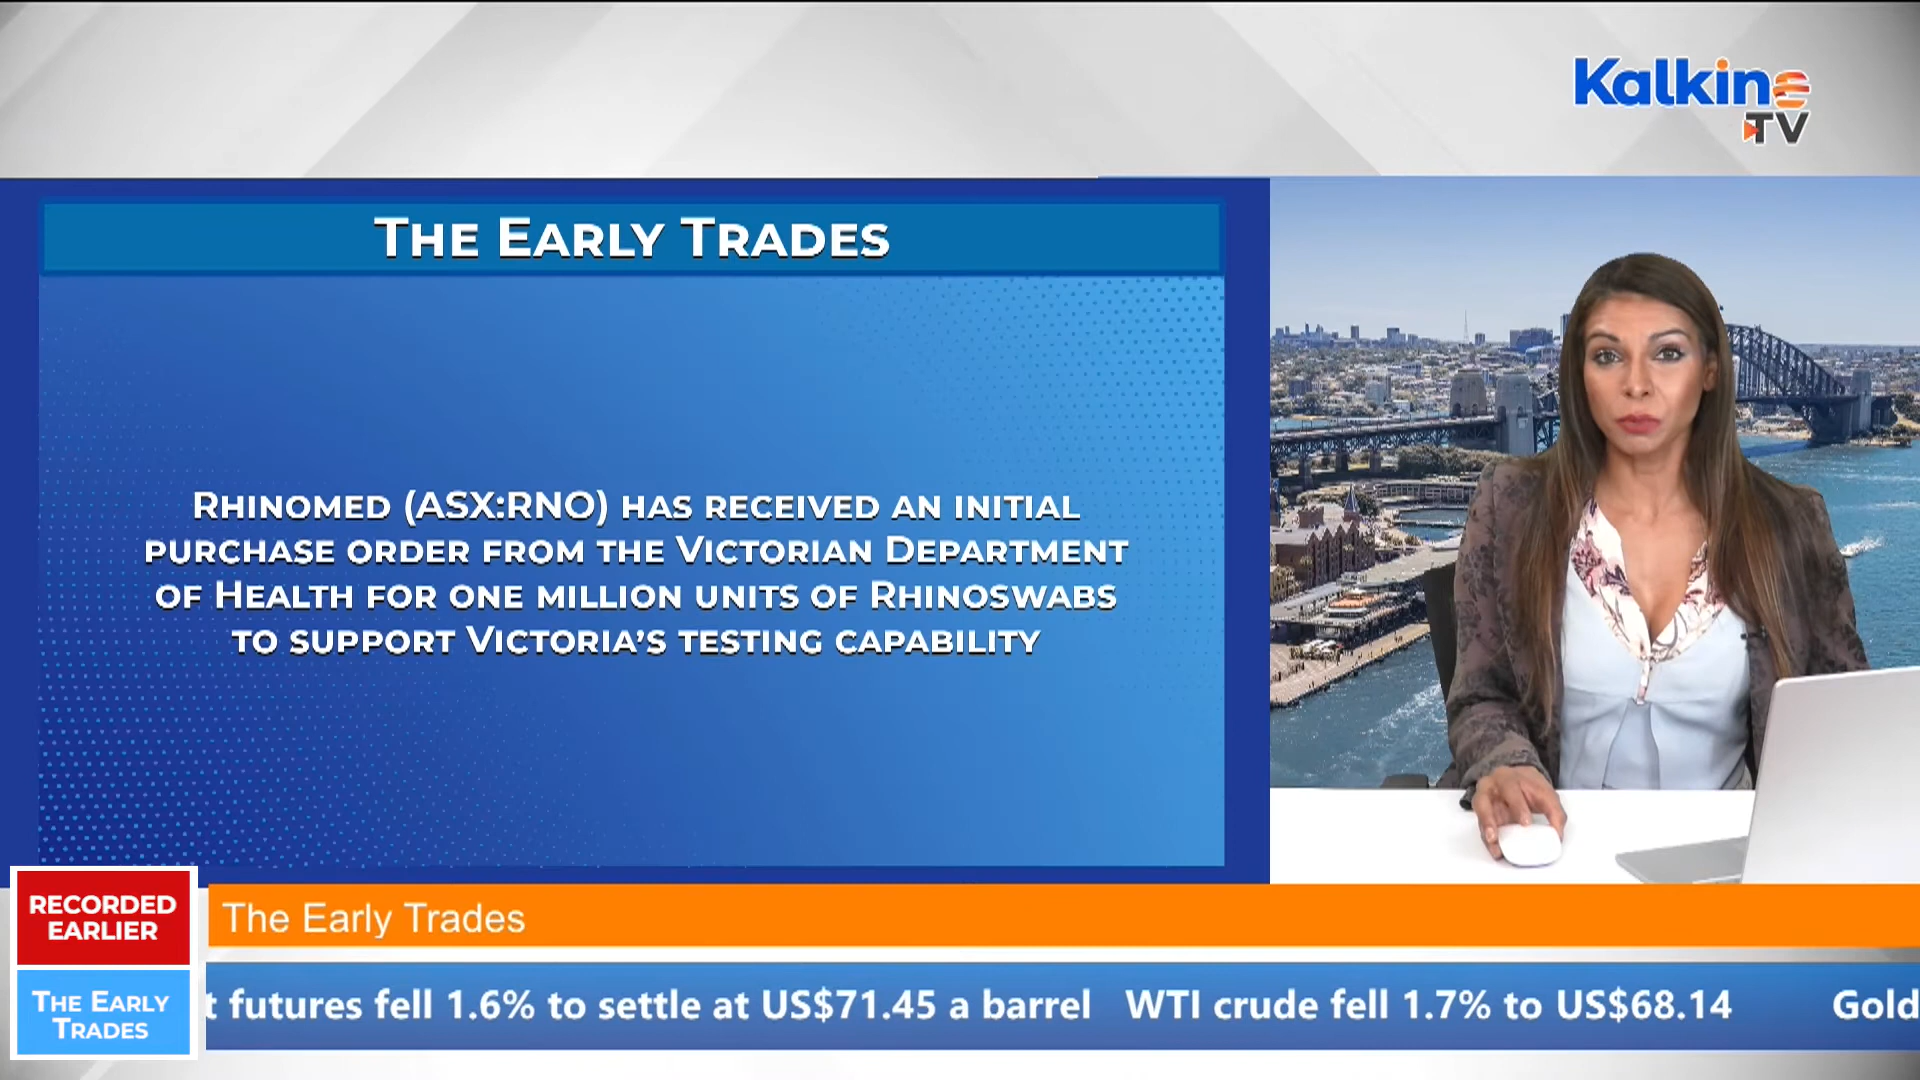 Kalkine
TV
THE EARLY TRADES
RHINOMED (ASX:RNO) HAS RECEIVED AN INITIAL
PURCHASE ORDER FROM THE VICTORIAN DEPARTMENT
OF HEALTH FOR ONE MILLION UNITS OF RHINOSWABS
TO SUPPORT VICTORIA'S TESTING CAPABILITY
RECORDED
EARLIER
The Early Trades
THE EARLY
TRADES
t futures fell 1.6% to settle at US$71.45 a barrel WTI crude fell 1.7% to US$68.14 Gold